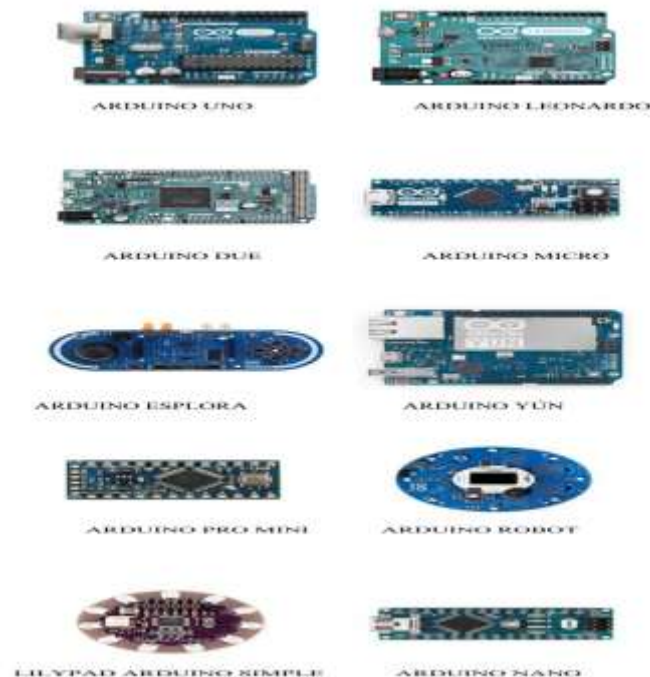 ARDUINO UNO
ARDUINO LEONARDO
ARDUINO DUE
ARDUINO MICRO
ARDUINO ESPLORA
ARDUINO YÚN
ARDUINO PRO MINI
ARDUINO ROBOT
LILYPAD ARDUINO SIMPLE
ARDUINO NANO